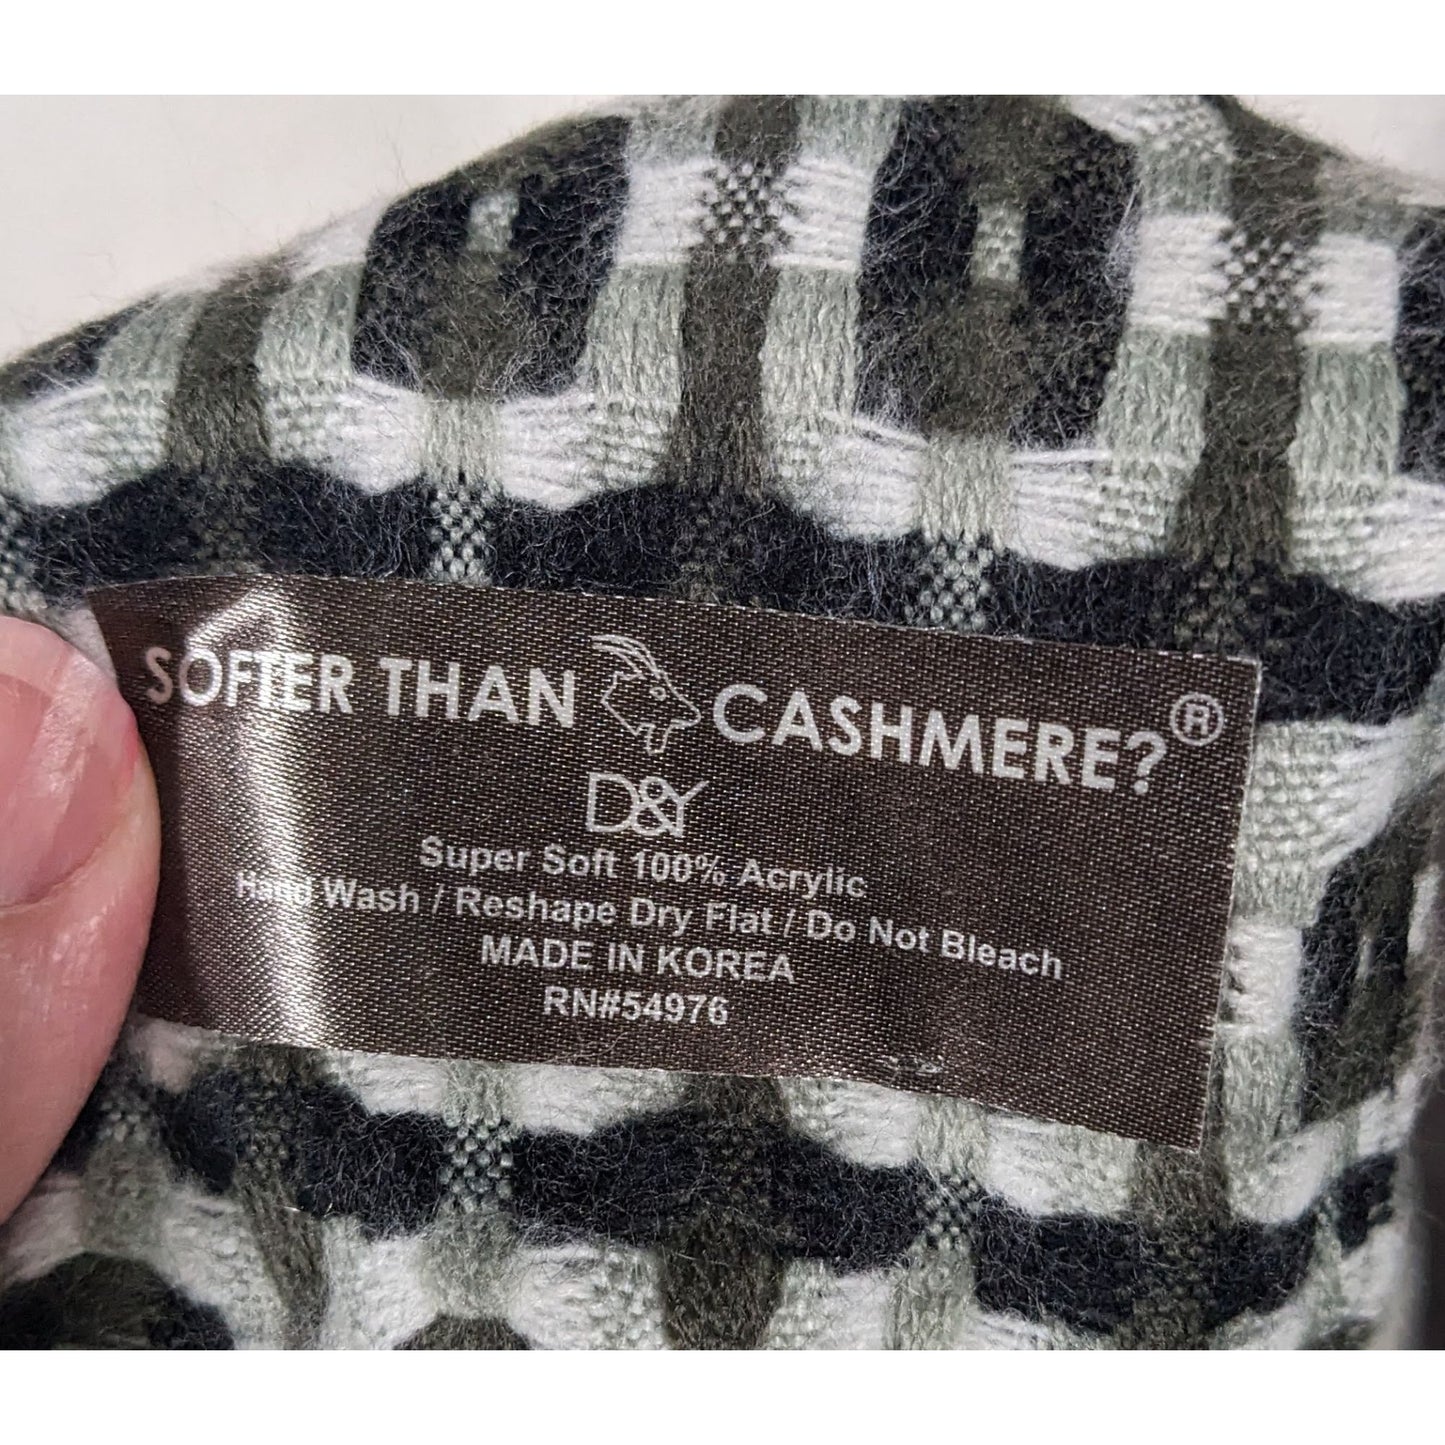 SOFTER THAN CASHMERE?®
D&Y
Super Soft 100% Acrylic
Hand Wash / Reshape Dry Flat / Do Not Bleach
MADE IN KOREA
RN#54976